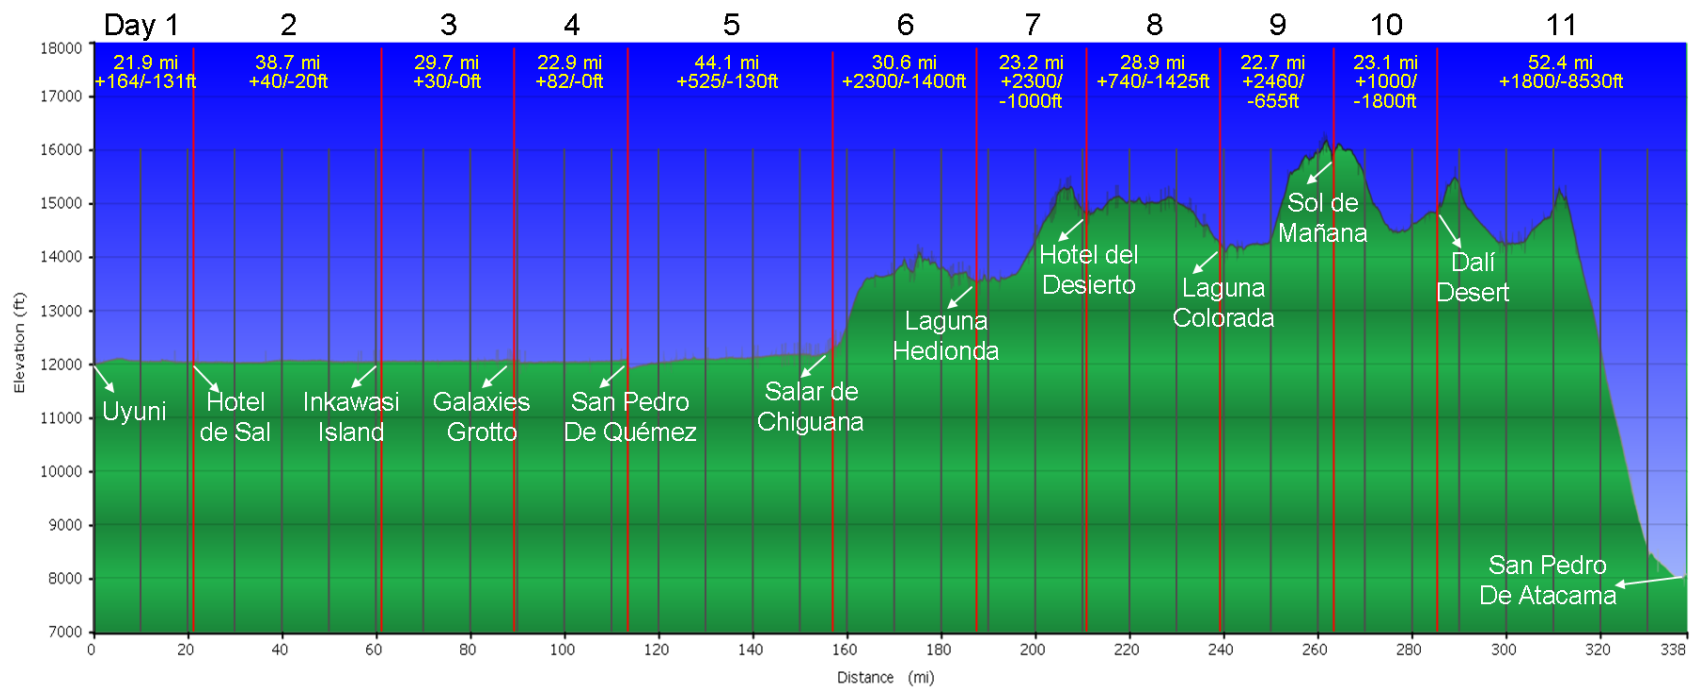 Day 1 2 3 4 5 6 7 8 9 10 11
21.9 mi
+164/-131ft
38.7 mi
+40/-20ft
29.7 mi
+30/-0ft
22.9 mi
+82/-0ft
44.1 mi
+525/-130ft
30.6 mi
+2300/-1400ft
23.2 mi
+2300/
-1000ft
28.9 mi
+740/-1425ft
22.7 mi
+2460/
-655ft
23.1 mi
+1000/
-1800ft
52.4 mi
+1800/-8530ft
18000
17000
16000
15000
14000
13000
12000
11000
10000
9000
8000
7000
Elevation (ft)
Uyuni
Hotel
de Sal
Inkawasi
Island
Galaxies
Grotto
San Pedro
De Quémez
Salar de
Chiguana
Laguna
Hedionda
Hotel del
Desierto
Laguna
Colorada
Sol de
Mañana
Dalí
Desert
San Pedro
De Atacama
0 20 40 60 80 100 120 140 160 180 200 220 240 260 280 300 320 338
Distance (mi)